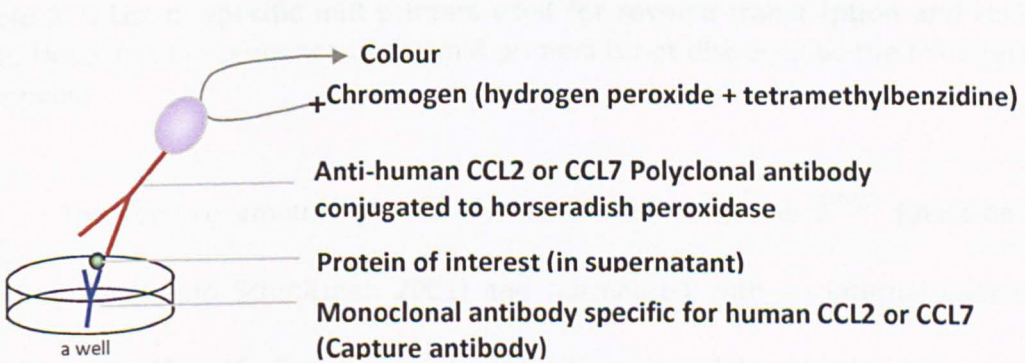 Colour
Chromogen (hydrogen peroxide + tetramethylbenzidine)
Anti-human CCL2 or CCL7 Polyclonal antibody
conjugated to horseradish peroxidase
Protein of interest (in supernatant)
Monoclonal antibody specific for human CCL2 or CCL7
(Capture antibody)
a well